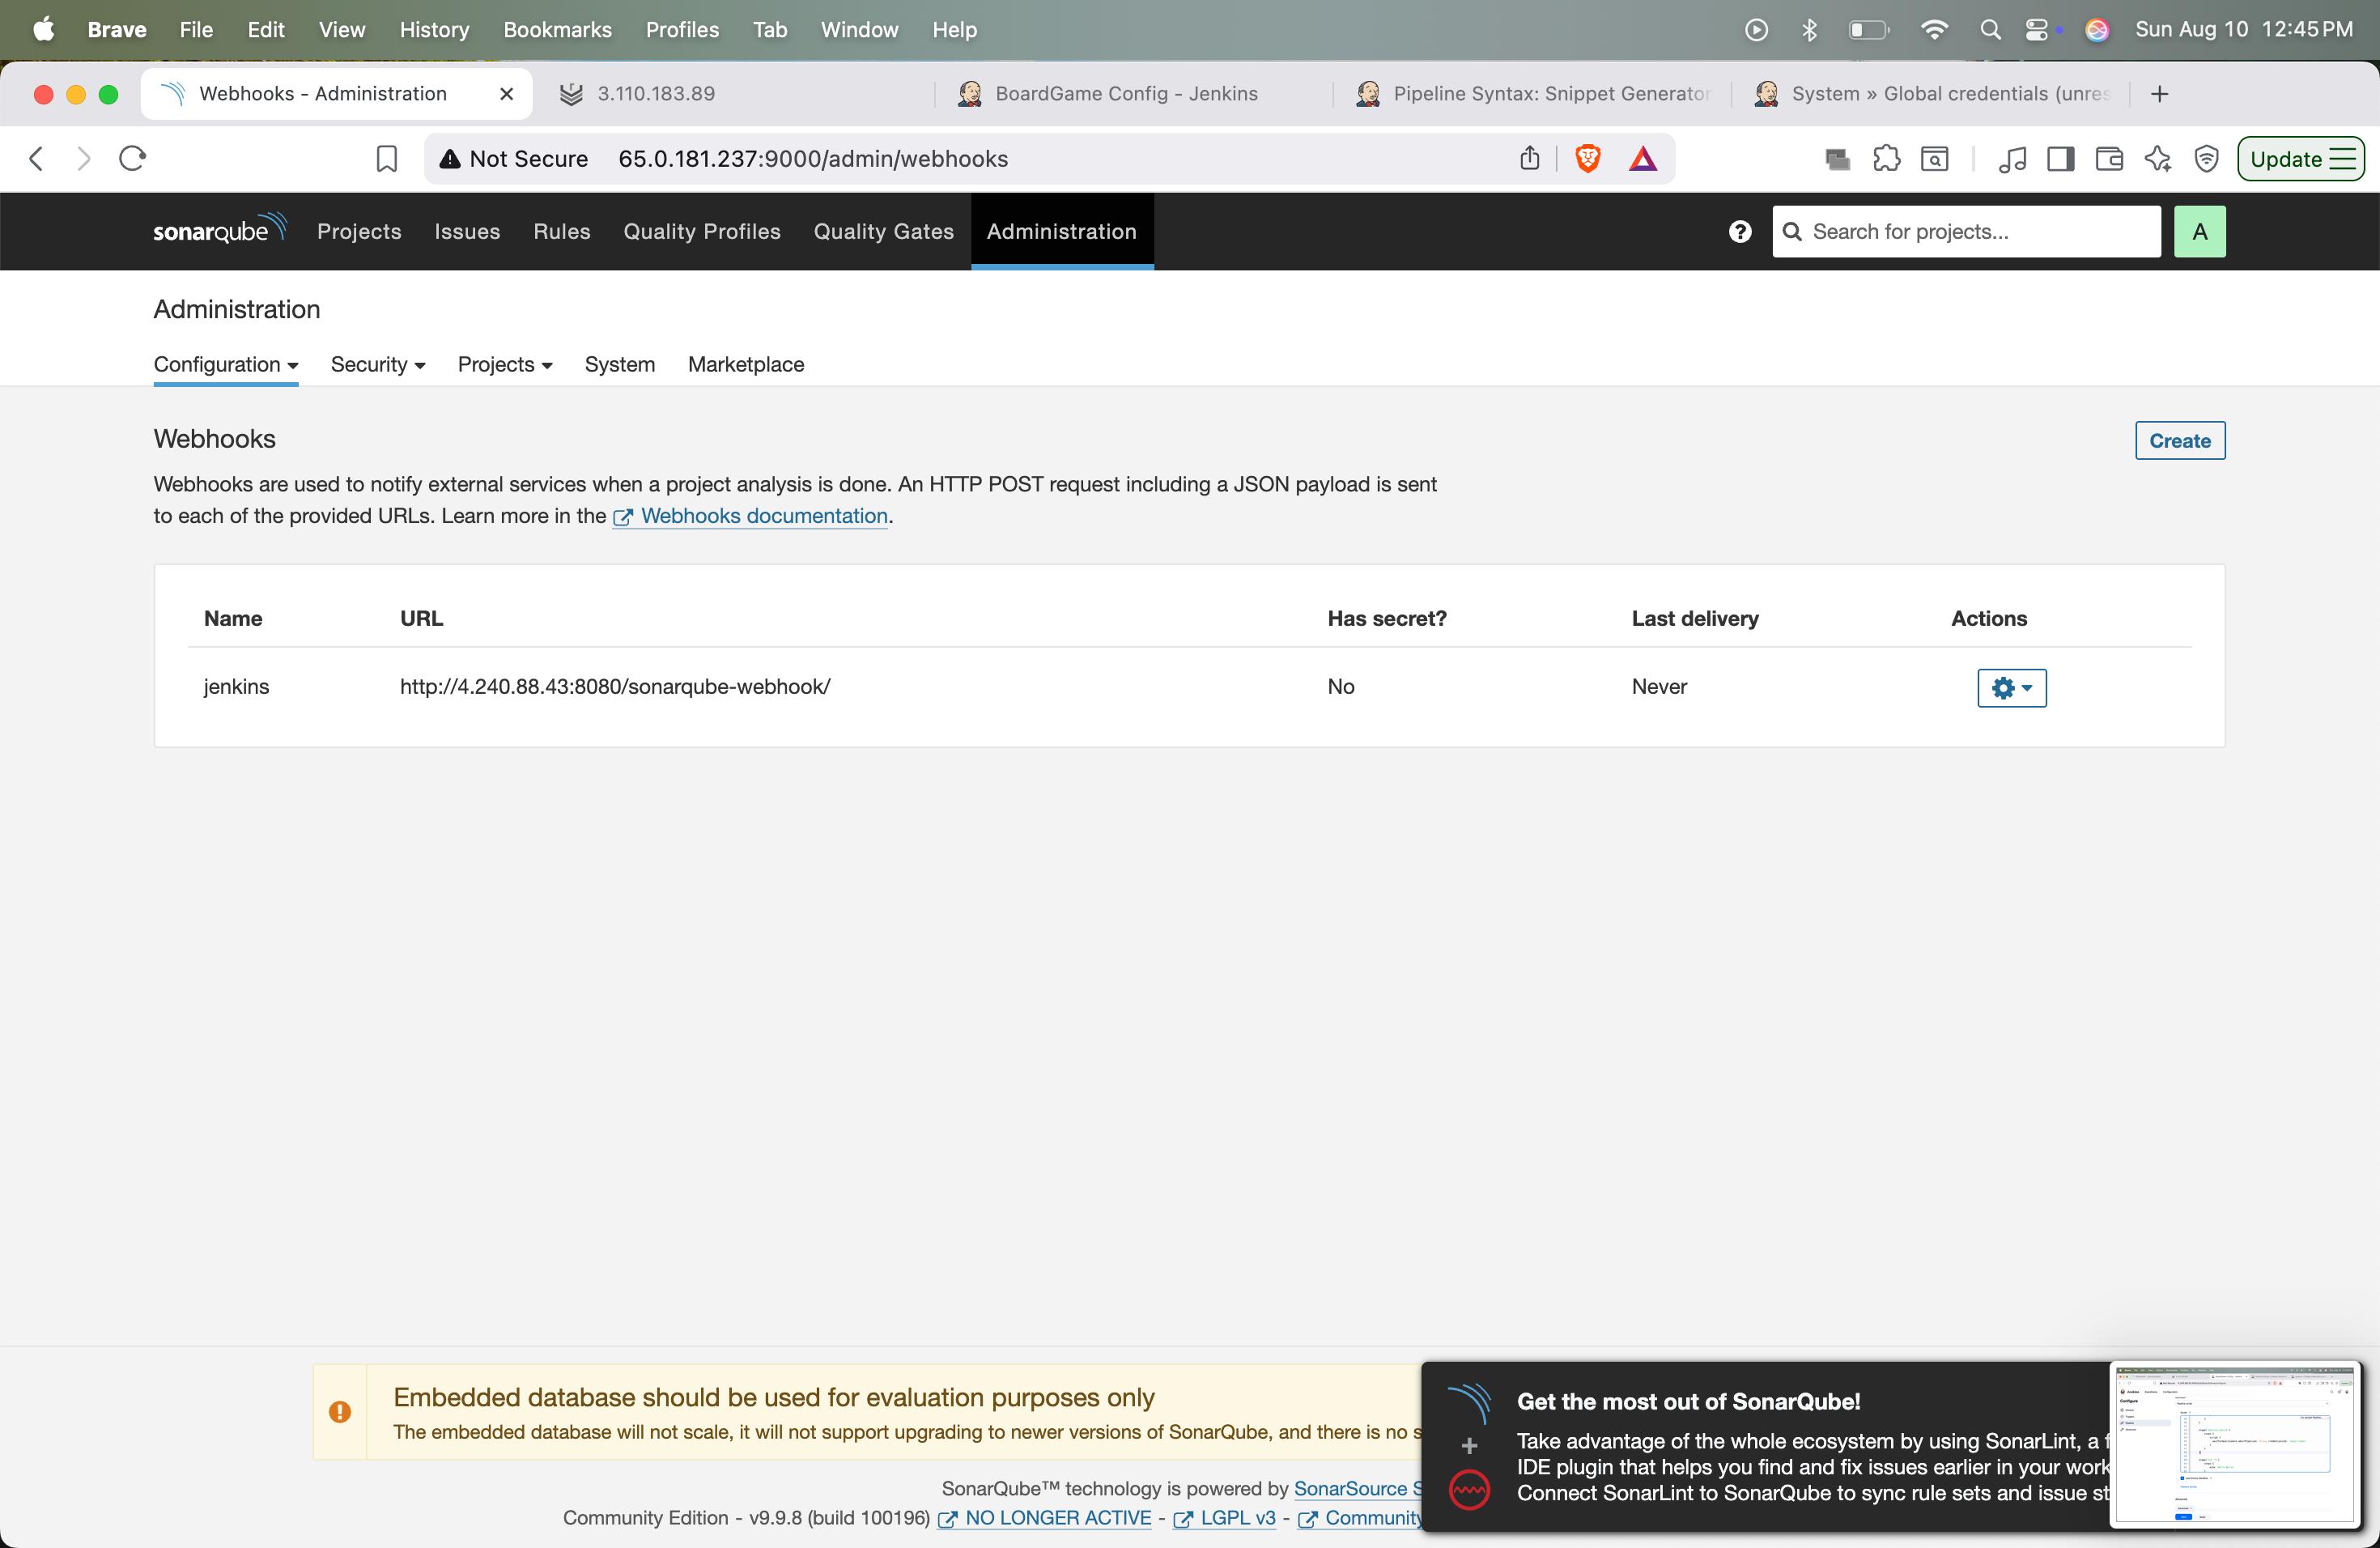 Brave File Edit View History Bookmarks Profiles Tab Window Help Sun Aug 10 12:45 PM
Webhooks - Administration 3.110.183.89 BoardGame Config - Jenkins Pipeline Syntax: Snippet Generator System » Global credentials (unres
Not Secure 65.0.181.237:9000/admin/webhooks Update
sonarqube Projects Issues Rules Quality Profiles Quality Gates Administration ? Search for projects... A
Administration
Configuration Security Projects System Marketplace
Webhooks Create
Webhooks are used to notify external services when a project analysis is done. An HTTP POST request including a JSON payload is sent
to each of the provided URLs. Learn more in the Webhooks documentation.
Name URL Has secret? Last delivery Actions
jenkins http://4.240.88.43:8080/sonarqube-webhook/ No Never
Embedded database should be used for evaluation purposes only
The embedded database will not scale, it will not support upgrading to newer versions of SonarQube, and there is no s
SonarQube™ technology is powered by SonarSource S
Community Edition - v9.9.8 (build 100196) NO LONGER ACTIVE - LGPL v3 - Community
Get the most out of SonarQube!
Take advantage of the whole ecosystem by using SonarLint, a f
IDE plugin that helps you find and fix issues earlier in your work
Connect SonarLint to SonarQube to sync rule sets and issue st